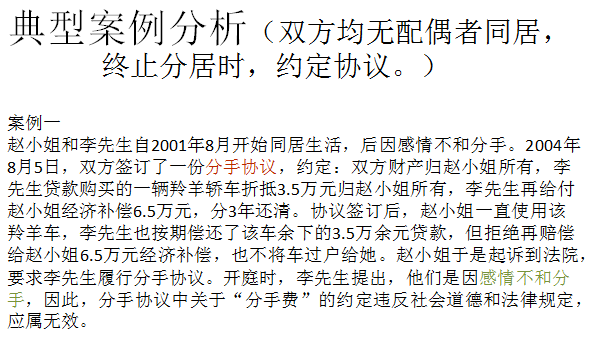 典型案例分析（双方均无配偶者同居，
终止分居时，约定协议。）
案例一
赵小姐和李先生自2001年8月开始同居生活，后因感情不和分手。2004年
8月5日，双方签订了一份分手协议，约定：双方财产归赵小姐所有，李
先生贷款购买的一辆羚羊轿车折抵3.5万元归赵小姐所有，李先生再给付
赵小姐经济补偿6.5万元，分3年还清。协议签订后，赵小姐一直使用该
羚羊车，李先生也按期偿还了该车余下的3.5万余元贷款，但拒绝再赔偿
给赵小姐6.5万元经济补偿，也不将车过户给她。赵小姐于是起诉到法院，
要求李先生履行分手协议。开庭时，李先生提出，他们是因感情不和分
手，因此，分手协议中关于“分手费”的约定违反社会道德和法律规定，
应属无效。